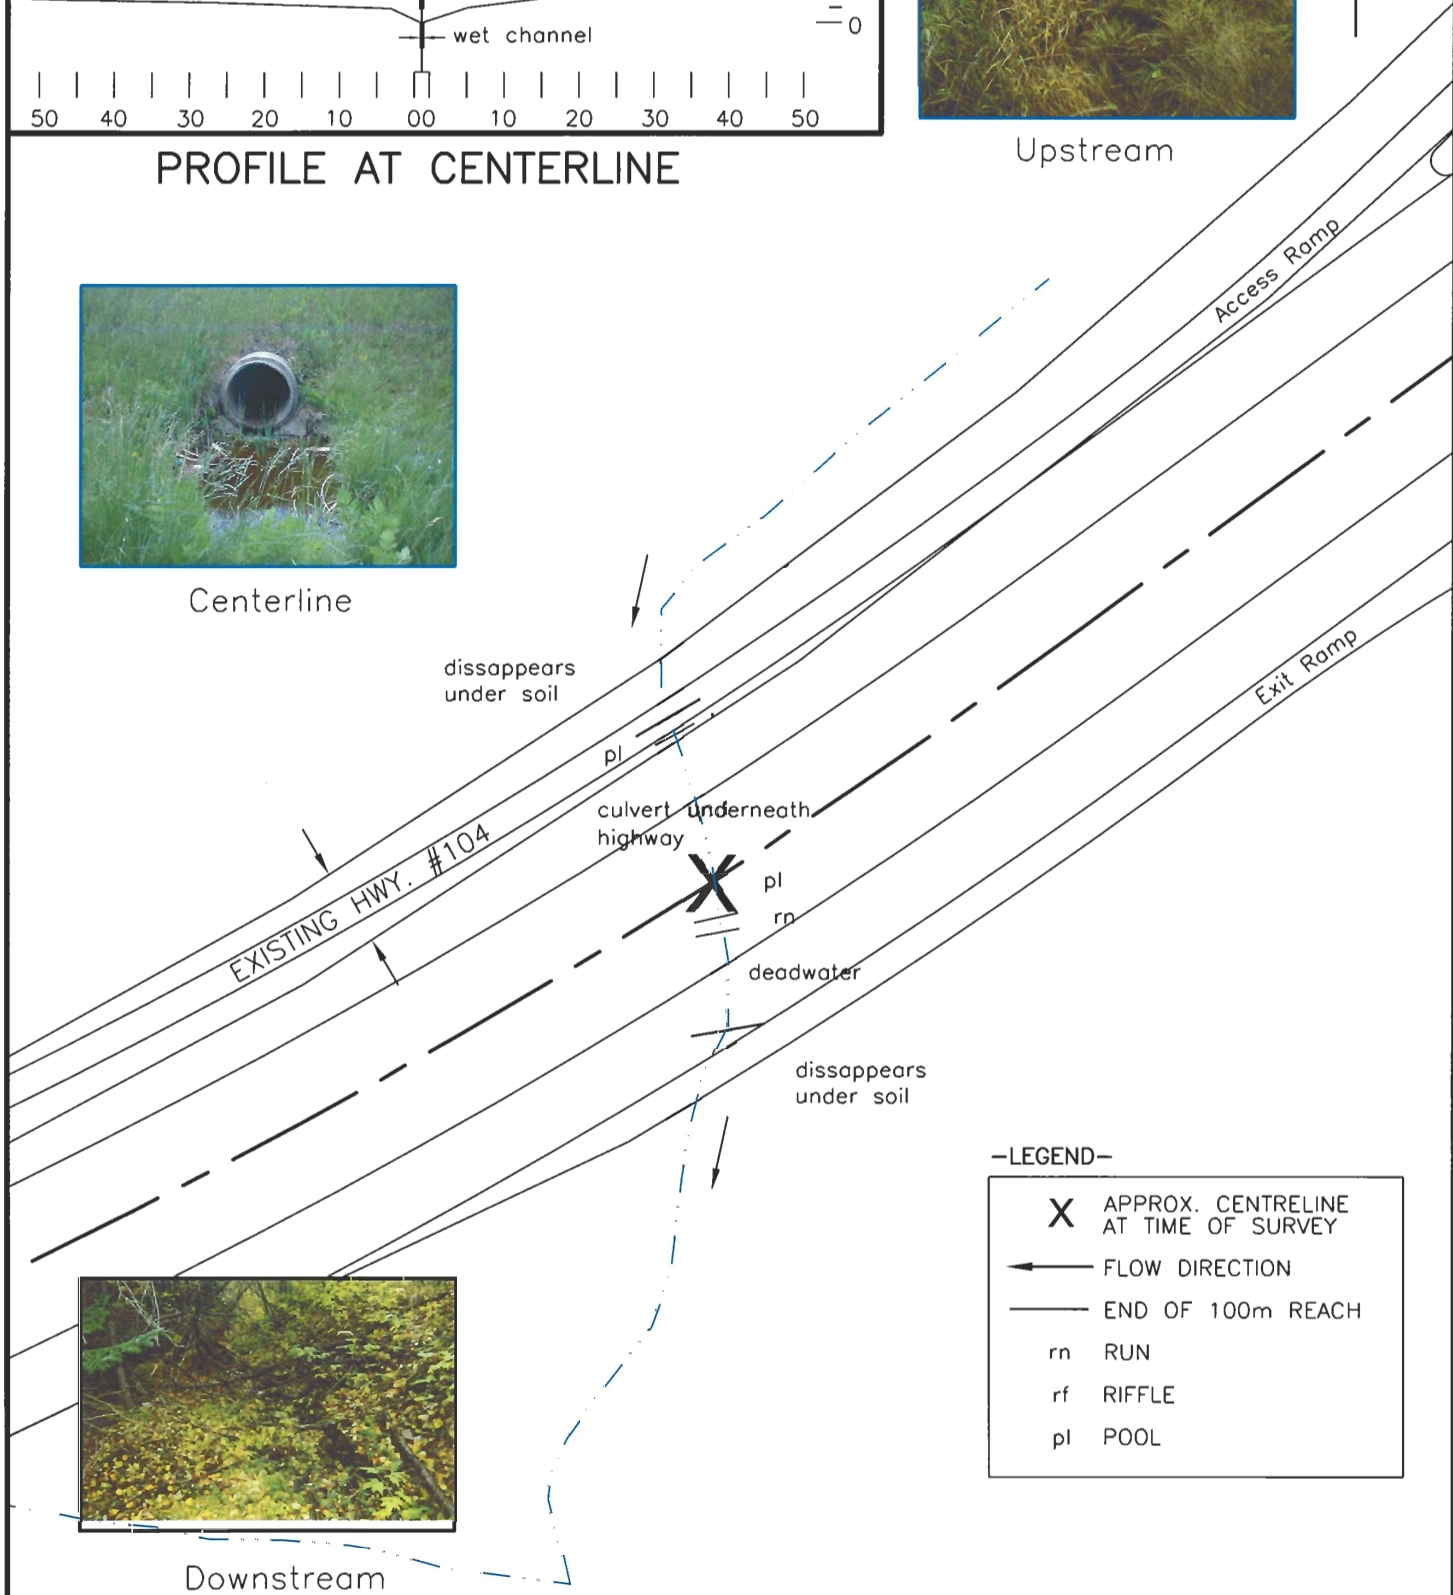 0
wet channel
50 40 30 20 10 00 10 20 30 40 50
PROFILE AT CENTERLINE
Upstream
Access Ramp
Centerline
dissappears
under soil
pl
culvert underneath
highway
EXISTING HWY. #104
pl
rn
deadwater
Exit Ramp
dissappears
under soil
-LEGEND-
X APPROX. CENTRELINE
AT TIME OF SURVEY
FLOW DIRECTION
END OF 100m REACH
rn RUN
rf RIFFLE
pl POOL
Downstream